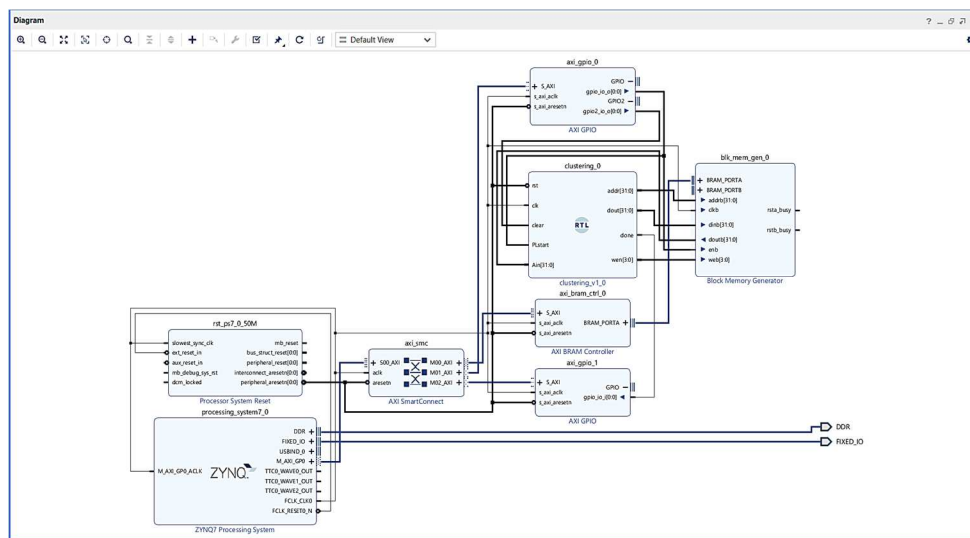 Diagram
Default View
axi_gpio_0
GPIO
S_AXI
gpio_io_o[0:0]
s_axi_aclk
GPIO2
s_axi_aresetn
gpio2_io_o[0:0]
AXI GPIO
clustering_0
rst
addr[31:0]
clk
dout[31:0]
clear
RTL
done
PLstart
Ain[31:0]
wen[3:0]
clustering_v1_0
blk_mem_gen_0
BRAM_PORTA
BRAM_PORTB
addrb[31:0]
clkb
rsta_busy
dinb[31:0]
rstb_busy
doutb[31:0]
enb
web[3:0]
Block Memory Generator
axi_bram_ctrl_0
S_AXI
s_axi_aclk
BRAM_PORTA
s_axi_aresetn
AXI BRAM Controller
rst_ps7_0_50M
slowest_sync_clk
mb_reset
ext_reset_in
bus_struct_reset[0:0]
aux_reset_in
peripheral_reset[0:0]
mb_debug_sys_rst
interconnect_aresetn[0:0]
dcm_locked
peripheral_aresetn[0:0]
Processor System Reset
axi_smc
S00_AXI
M00_AXI
aclk
M01_AXI
aresetn
M02_AXI
AXI SmartConnect
axi_gpio_1
S_AXI
GPIO
s_axi_aclk
gpio_io_i[0:0]
s_axi_aresetn
AXI GPIO
processing_system7_0
DDR
FIXED_IO
USBIND_0
M_AXI_GP0
M_AXI_GP0_ACLK
ZYNQ
TTC0_WAVE0_OUT
TTC0_WAVE1_OUT
TTC0_WAVE2_OUT
FCLK_CLK0
FCLK_RESET0_N
ZYNQ7 Processing System
DDR
FIXED_IO